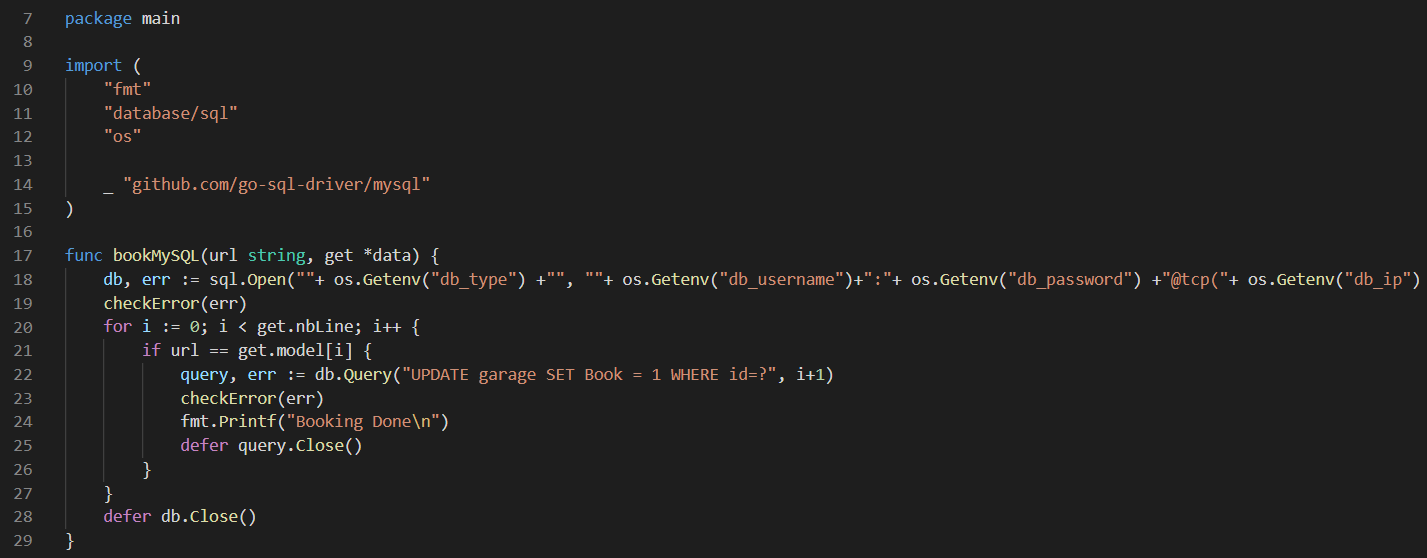 7 package main
8
9 import (
10     "fmt"
11     "database/sql"
12     "os"
13
14     _ "github.com/go-sql-driver/mysql"
15 )
16
17 func bookMySQL(url string, get *data) {
18     db, err := sql.Open(""+ os.Getenv("db_type") +"", ""+ os.Getenv("db_username")+":"+ os.Getenv("db_password") +"@tcp("+ os.Getenv("db_ip")
19     checkError(err)
20     for i := 0; i < get.nbLine; i++ {
21         if url == get.model[i] {
22             query, err := db.Query("UPDATE garage SET Book = 1 WHERE id=?", i+1)
23             checkError(err)
24             fmt.Printf("Booking Done\n")
25             defer query.Close()
26         }
27     }
28     defer db.Close()
29 }